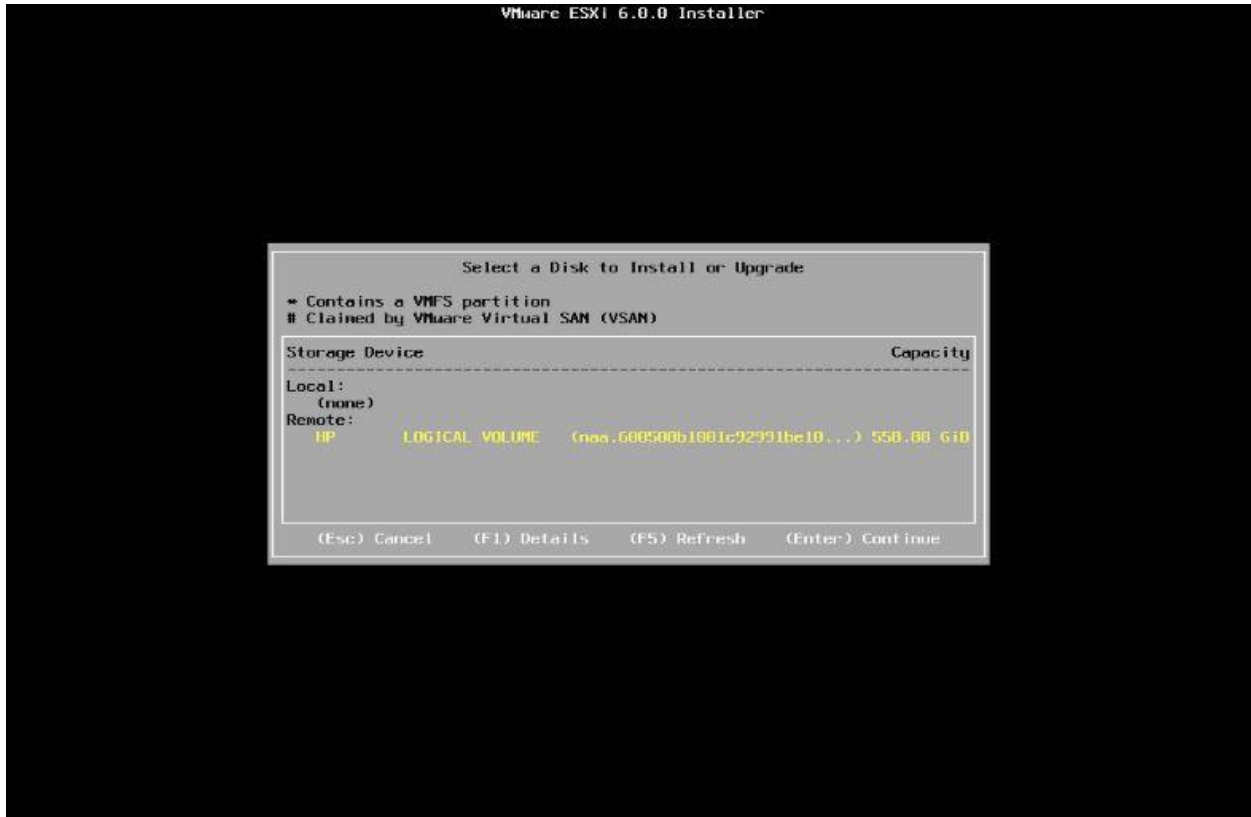 VMware ESXi 6.0.0 Installer
Select a Disk to Install or Upgrade
* Contains a VMFS partition
# Claimed by VMware Virtual SAN (VSAN)
Storage Device Capacity
Local:
(none)
Remote:
HP LOGICAL VOLUME (naa.600508b1001c92991be10...) 550.00 GiB
(Esc) Cancel (F1) Details (F5) Refresh (Enter) Continue